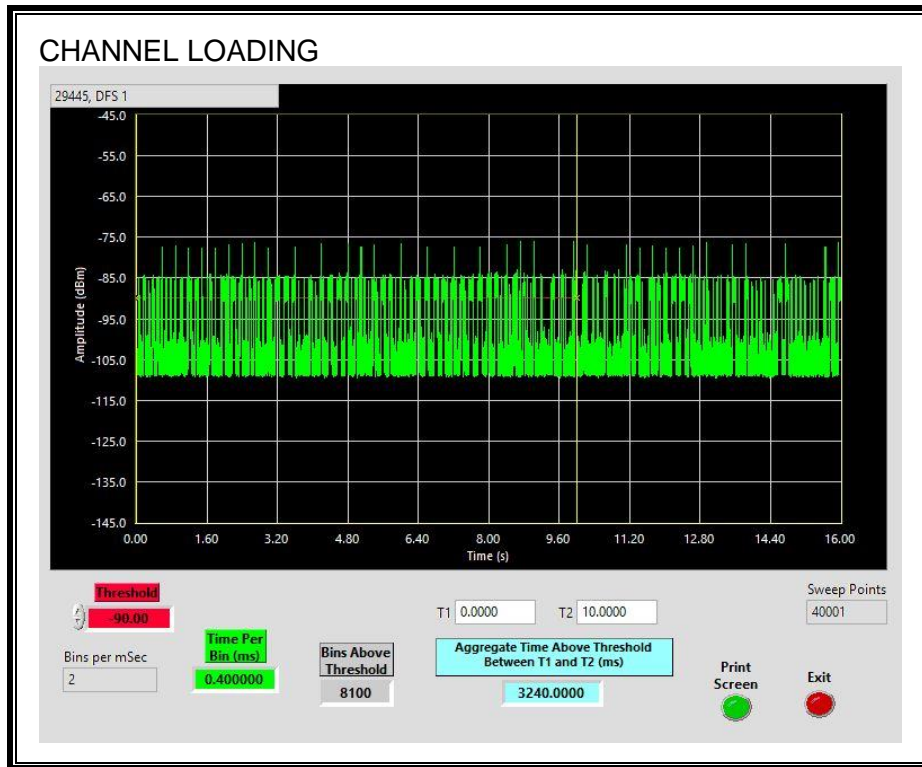 CHANNEL LOADING
29445, DFS 1
-45.0
-55.0
-65.0
-75.0
-85.0
-95.0
-105.0
-115.0
-125.0
-135.0
-145.0
Amplitude (dBm)
0.00 1.60 3.20 4.80 6.40 8.00 9.60 11.20 12.80 14.40 16.00
Time (s)
Threshold
-90.00
Bins per mSec
2
Time Per
Bin (ms)
0.400000
Bins Above
Threshold
8100
T1 0.0000 T2 10.0000
Aggregate Time Above Threshold
Between T1 and T2 (ms)
3240.0000
Print
Screen
Exit
Sweep Points
40001